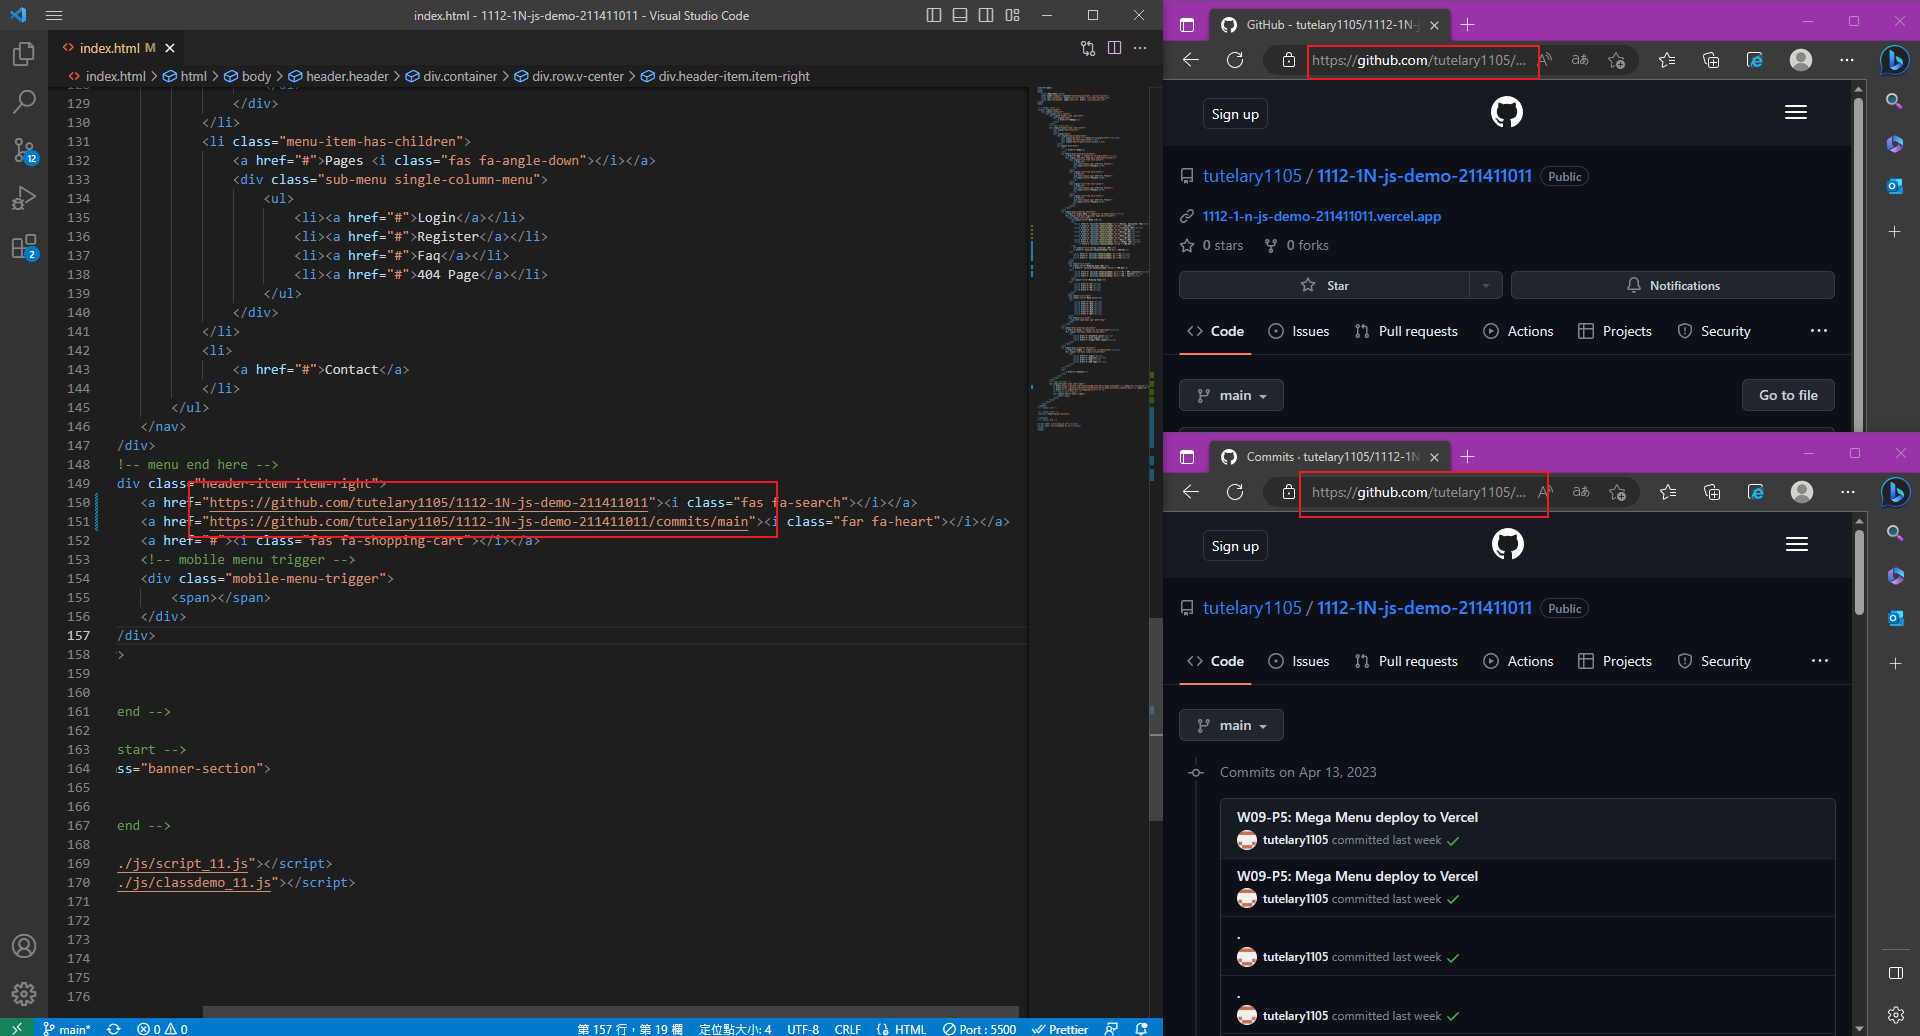 index.html - 1112-1N-js-demo-211411011 - Visual Studio Code
index.html M
index.html > html > body > header.header > div.container > div.row.v-center > div.header-item.item-right
129 </div>
130 </li>
131 <li class="menu-item-has-children">
132 <a href="#">Pages <i class="fas fa-angle-down"></i></a>
133 <div class="sub-menu single-column-menu">
134 <ul>
135 <li><a href="#">Login</a></li>
136 <li><a href="#">Register</a></li>
137 <li><a href="#">Faq</a></li>
138 <li><a href="#">404 Page</a></li>
139 </ul>
140 </div>
141 </li>
142 <li>
143 <a href="#">Contact</a>
144 </li>
145 </ul>
146 </nav>
147 /div>
148 !-- menu end here -->
149 div class="header-item item-right">
150 <a href="https://github.com/tutelary1105/1112-1N-js-demo-211411011"><i class="fas fa-search"></i></a>
151 <a href="https://github.com/tutelary1105/1112-1N-js-demo-211411011/commits/main"><i class="far fa-heart"></i></a>
152 <a href="#"><i class="fas fa-shopping-cart"></i></a>
153 <!-- mobile menu trigger -->
154 <div class="mobile-menu-trigger">
155 <span></span>
156 </div>
157 /div>
158 >
159
160
161 end -->
162
163 start -->
164 ss="banner-section">
165
166
167 end -->
168
169 ./js/script_11.js"></script>
170 ./js/classdemo_11.js"></script>
171
172
173
174
175
176
12
2
main* 0 0 第 157 行，第 19 欄 定位點大小: 4 UTF-8 CRLF HTML Port : 5500 Prettier
GitHub - tutelary1105/1112-1N-j
https://github.com/tutelary1105/...
Sign up
tutelary1105 / 1112-1N-js-demo-211411011 Public
1112-1-n-js-demo-211411011.vercel.app
0 stars 0 forks
Star Notifications
Code Issues Pull requests Actions Projects Security ...
main Go to file
Commits · tutelary1105/1112-1N
https://github.com/tutelary1105/...
Sign up
tutelary1105 / 1112-1N-js-demo-211411011 Public
Code Issues Pull requests Actions Projects Security ...
main
Commits on Apr 13, 2023
W09-P5: Mega Menu deploy to Vercel
tutelary1105 committed last week
W09-P5: Mega Menu deploy to Vercel
tutelary1105 committed last week
.
tutelary1105 committed last week
.
tutelary1105 committed last week